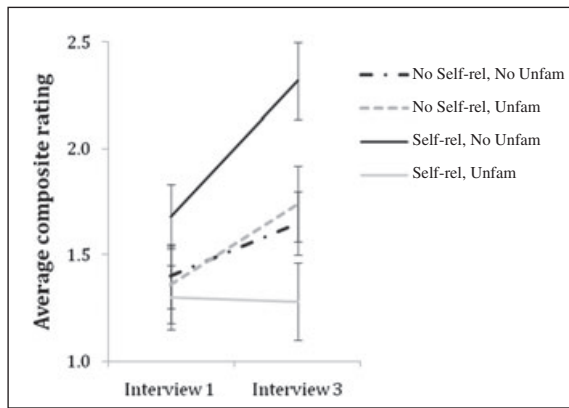 2.5
2.0
1.5
1.0
Average composite rating
Interview 1
Interview 3
No Self-rel, No Unfam
No Self-rel, Unfam
Self-rel, No Unfam
Self-rel, Unfam